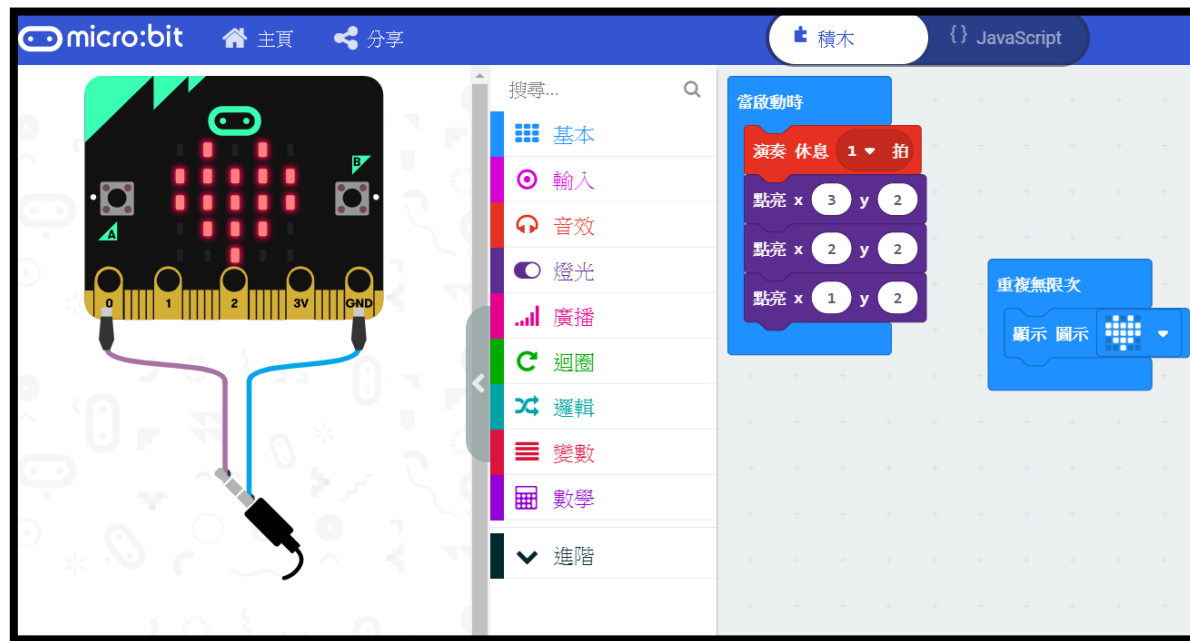 micro:bit 主頁 分享 積木 {} JavaScript
搜尋...
基本
輸入
音效
燈光
廣播
迴圈
邏輯
變數
數學
進階
A
B
0 1 2 3V GND
當啟動時
演奏 休息 1 拍
點亮 x 3 y 2
點亮 x 2 y 2
點亮 x 1 y 2
重複無限次
顯示 圖示